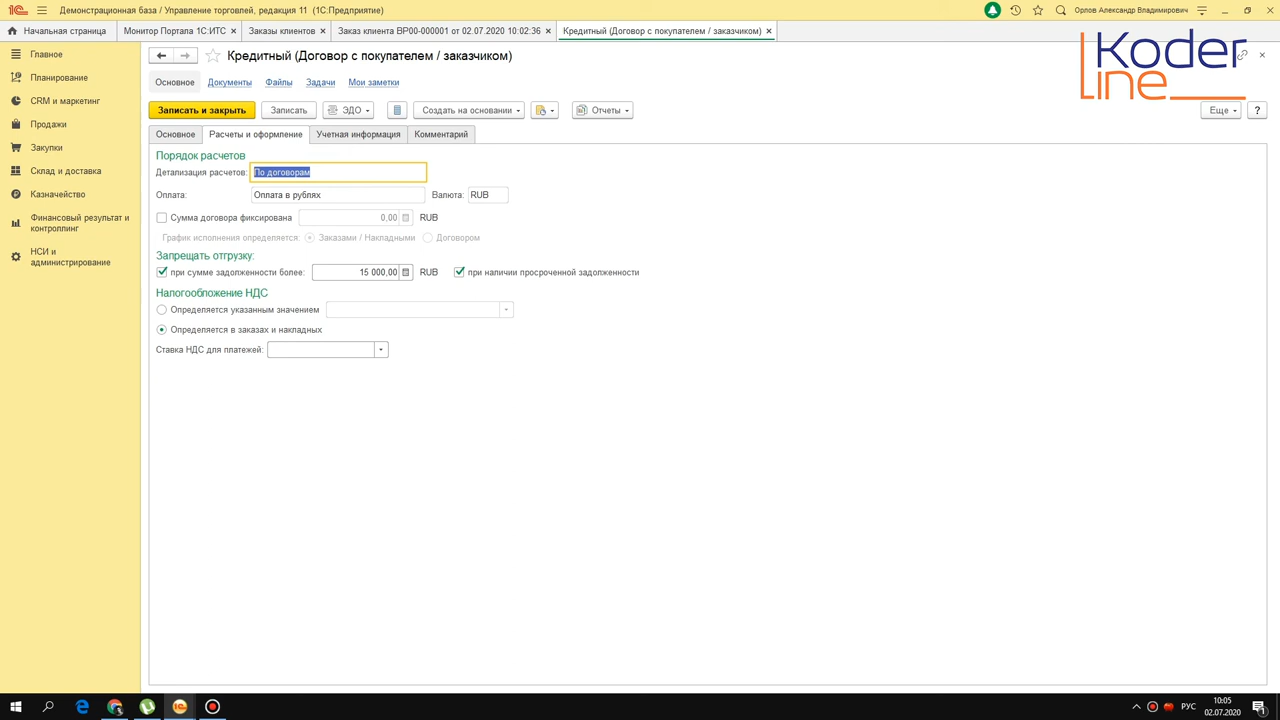 Демонстрационная база / Управление торговлей, редакция 11 (1С:Предприятие)
Орлов Александр Владимирович
Начальная страница
Монитор Портала 1С:ИТС ×
Заказы клиентов ×
Заказ клиента ВР00-000001 от 02.07.2020 10:02:36 ×
Кредитный (Договор с покупателем / заказчиком) ×
Koder
line
Главное
Планирование
CRM и маркетинг
Продажи
Закупки
Склад и доставка
Казначейство
Финансовый результат и
контроллинг
НСИ и
администрирование
Кредитный (Договор с покупателем / заказчиком)
Основное Документы Файлы Задачи Мои заметки
Записать и закрыть Записать ЭДО Создать на основании Отчеты Еще ?
Основное Расчеты и оформление Учетная информация Комментарий
Порядок расчетов
Детализация расчетов: По договорам
Оплата: Оплата в рублях Валюта: RUB
Сумма договора фиксирована 0,00 RUB
График исполнения определяется: Заказами / Накладными Договором
Запрещать отгрузку:
при сумме задолженности более: 15 000,00 RUB при наличии просроченной задолженности
Налогообложение НДС
Определяется указанным значением
Определяется в заказах и накладных
Ставка НДС для платежей:
РУС
10:05
02.07.2020
1